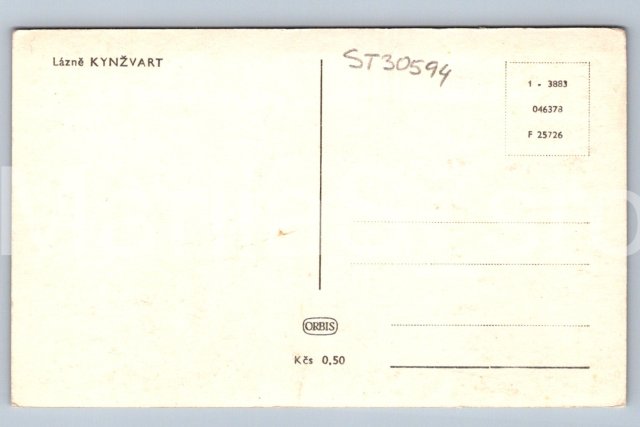 Lázně KYNŽVART
ST30594
1 - 3883
046378
F 25726
ORBIS
Kčs 0,50